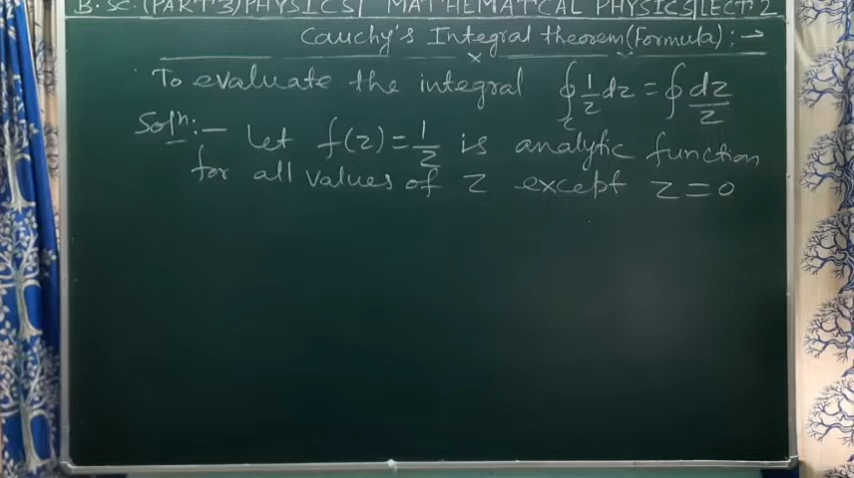 B.SC.(PART-3)PHYSICS| MATHEMATCAL PHYSICS|LECT.2
Cauchy's Integral theorem(Formula):→
To evaluate the integral ∮_C 1/z dz = ∮ dz/z
Solⁿ:— Let f(z)=1/z is analytic function
for all values of z except z=0